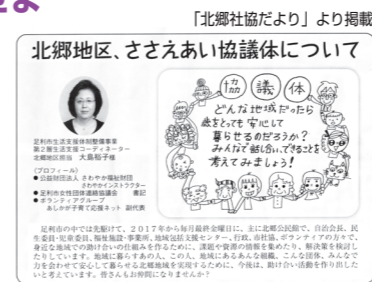 「北郷社協だより」より掲載
北郷地区、ささえあい協議体について
足利市生活支援体制整備事業
第2層生活支援コーディネーター
北郷地区担当 大島裕子様
〈プロフィール〉
●公益財団法人 さわやか福祉財団
さわやかインストラクター
●足利市女性団体連絡協議会 書記
●ボランティアグループ
あしかが子育て応援ネット 副代表
協議体
どんな地域だったら
歳をとっても安心して
暮らせるのだろうか?
みんなで話し合い、できることを
考えてみましょう!
足利市の中では先駆けて、2017年から毎月最終金曜日に、主に北郷公民館で、自治会長、民
生委員・児童委員、福祉施設・事業所、地域包括支援センター、行政、市社協、ボランティアの方々で、
身近な地域での助け合いの仕組みを作るために、課題や資源の情報を集めたり、解決策を検討し
たりしています。地域に暮らすあの人、この人、地域にあるあんな組織、こんな団体、みんなで
力を合わせて安心して暮らせる北郷地域を実現するために、今後は、助け合い活動を作り出した
いと考えています。皆さんもお仲間になりませんか?